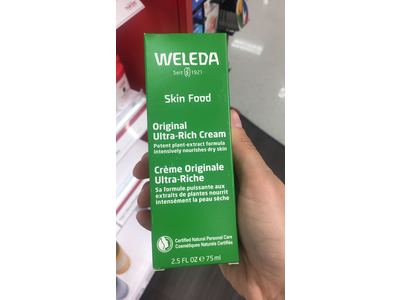 WELEDA
Seit 1921
Skin Food
Original
Ultra-Rich Cream
Potent plant-extract formula
intensively nourishes dry skin
Crème Originale
Ultra-Riche
Sa formule puissante aux
extraits de plantes nourrit
intensément la peau sèche
Certified Natural Personal Care
Cosmétiques Naturels Certifiés
2.5 FL OZ ℮ 75 ml